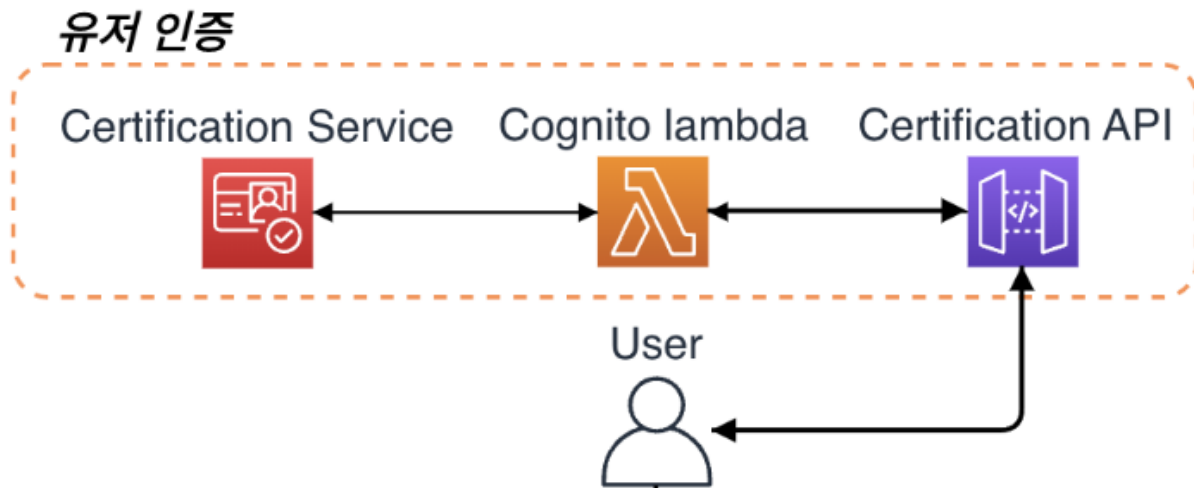 유저 인증
Certification Service
Cognito lambda
Certification API
</>
User